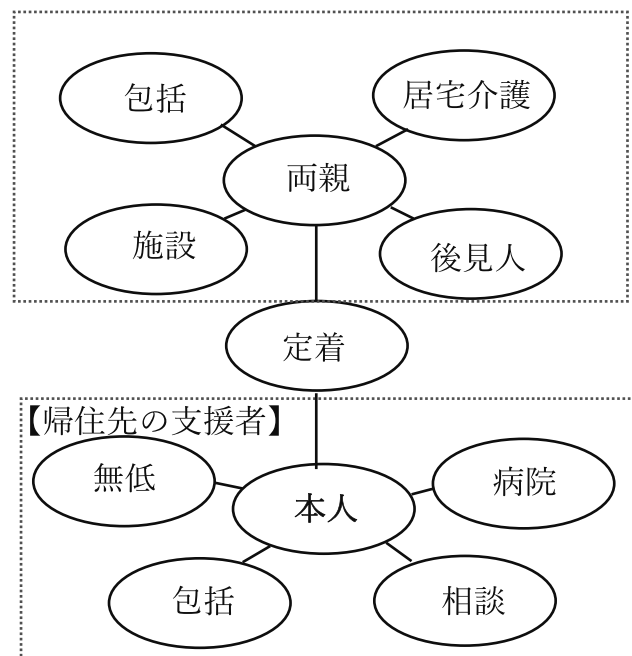 包括
居宅介護
両親
施設
後見人
定着
【帰住先の支援者】
無低
病院
本人
包括
相談